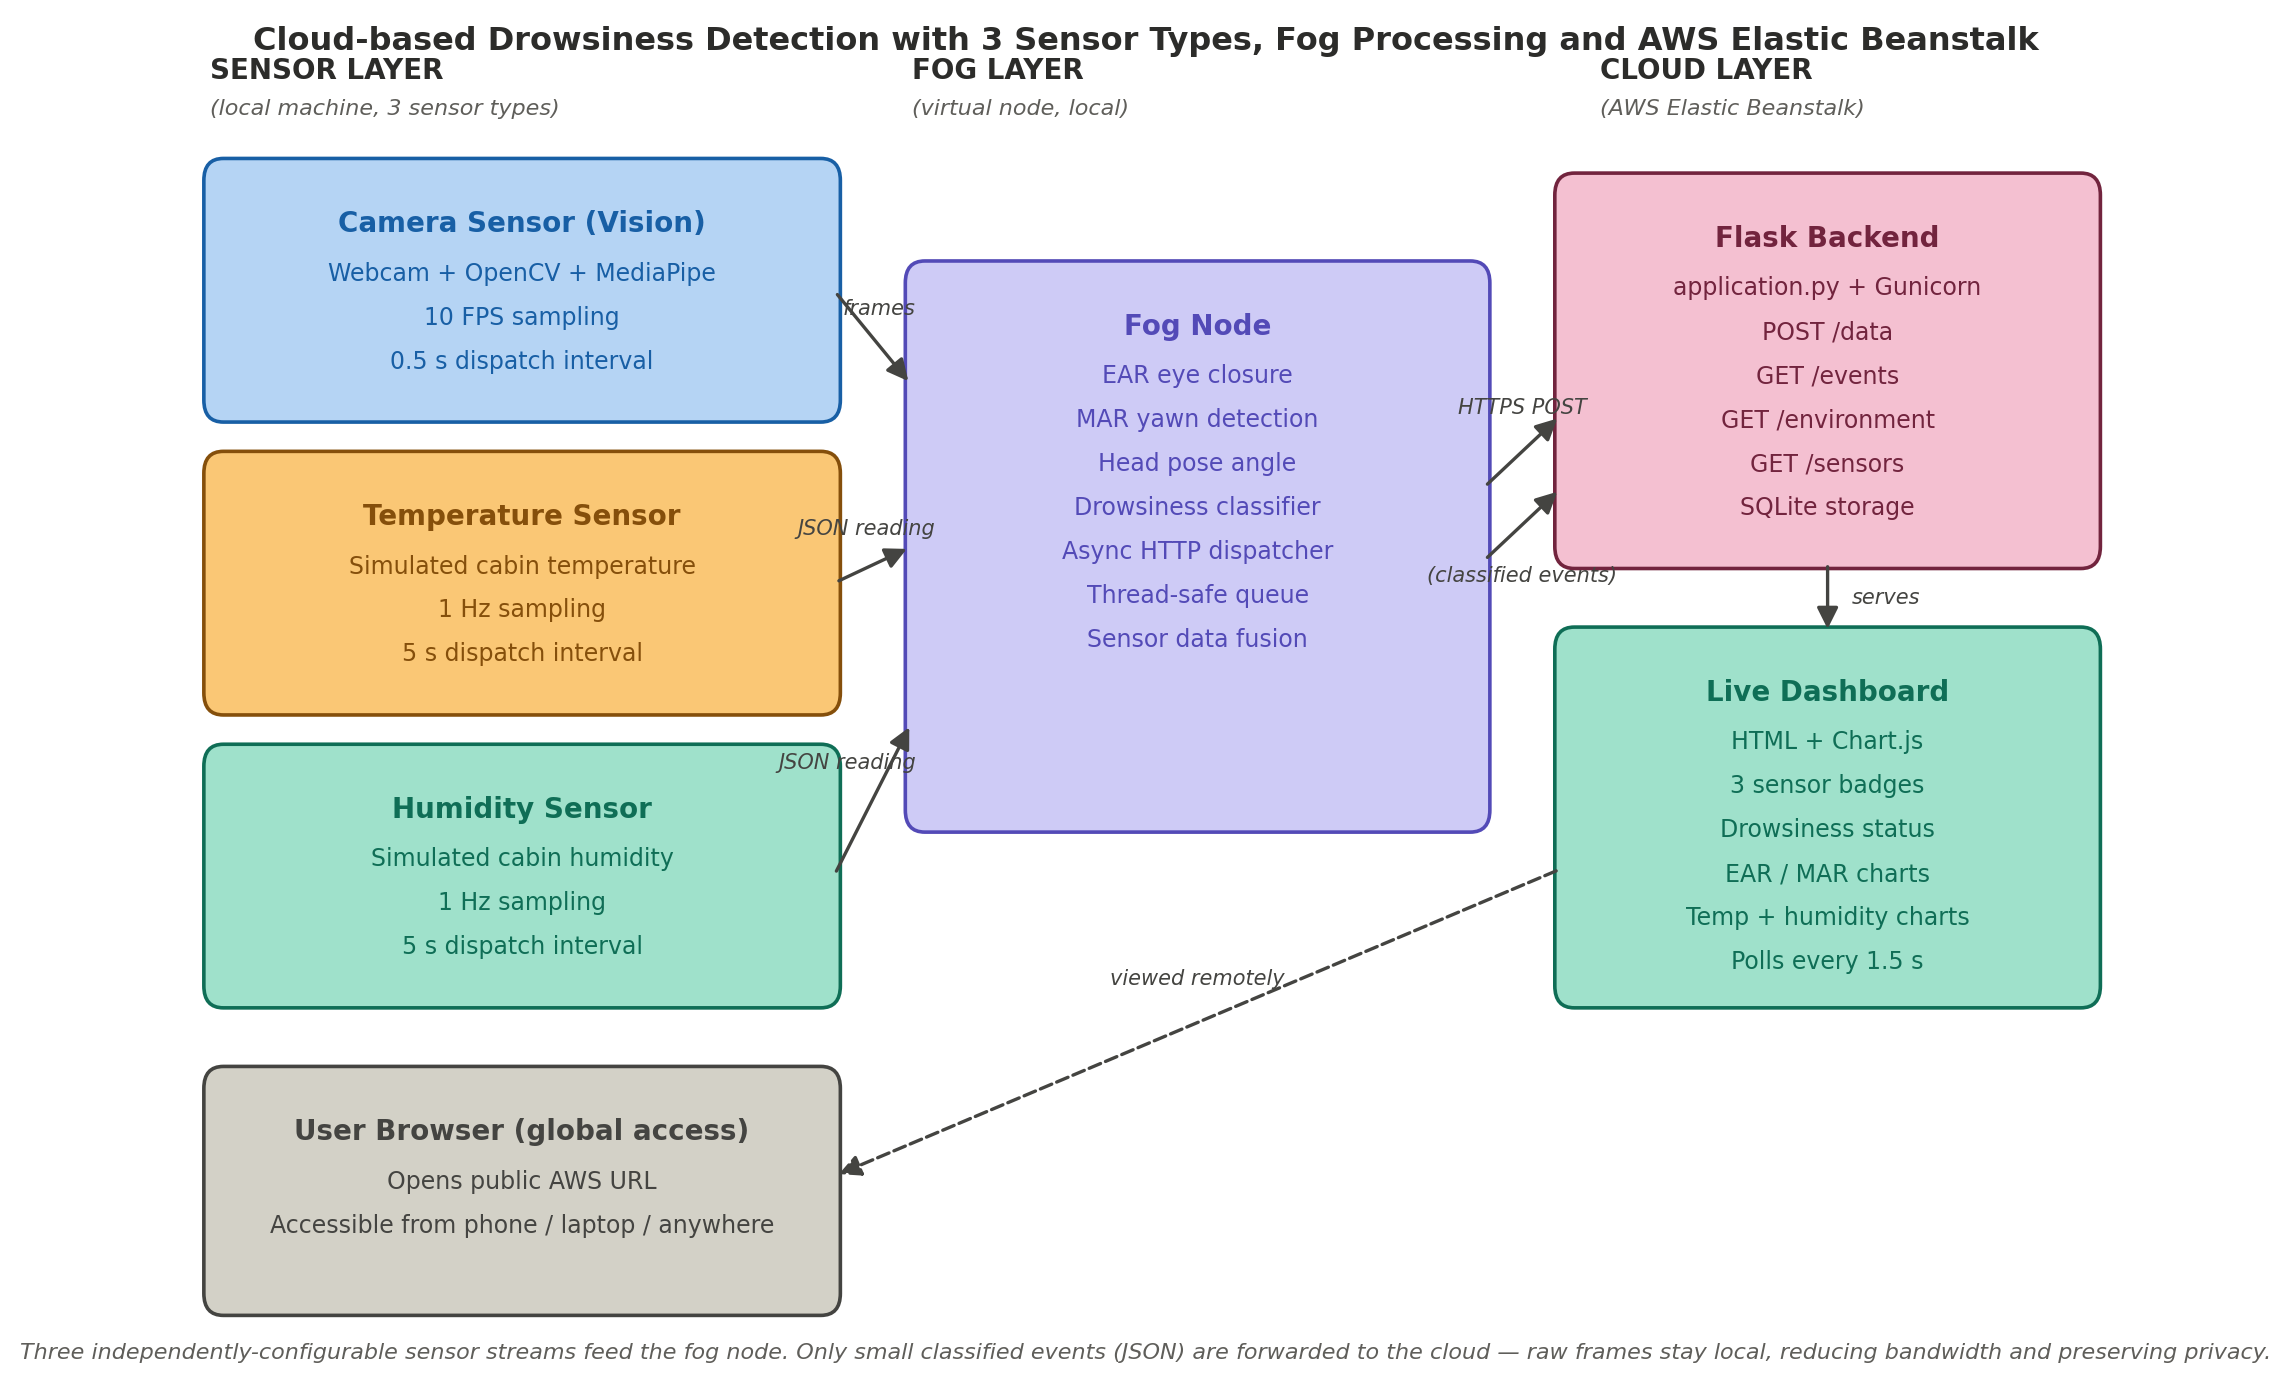 Cloud-based Drowsiness Detection with 3 Sensor Types, Fog Processing and AWS Elastic Beanstalk
SENSOR LAYER
(local machine, 3 sensor types)
FOG LAYER
(virtual node, local)
CLOUD LAYER
(AWS Elastic Beanstalk)
Camera Sensor (Vision)
Webcam + OpenCV + MediaPipe
10 FPS sampling
0.5 s dispatch interval
frames
Temperature Sensor
Simulated cabin temperature
1 Hz sampling
5 s dispatch interval
JSON reading
Humidity Sensor
Simulated cabin humidity
1 Hz sampling
5 s dispatch interval
JSON reading
Fog Node
EAR eye closure
MAR yawn detection
Head pose angle
Drowsiness classifier
Async HTTP dispatcher
Thread-safe queue
Sensor data fusion
HTTPS POST
(classified events)
Flask Backend
application.py + Gunicorn
POST /data
GET /events
GET /environment
GET /sensors
SQLite storage
serves
Live Dashboard
HTML + Chart.js
3 sensor badges
Drowsiness status
EAR / MAR charts
Temp + humidity charts
Polls every 1.5 s
viewed remotely
User Browser (global access)
Opens public AWS URL
Accessible from phone / laptop / anywhere
Three independently-configurable sensor streams feed the fog node. Only small classified events (JSON) are forwarded to the cloud — raw frames stay local, reducing bandwidth and preserving privacy.